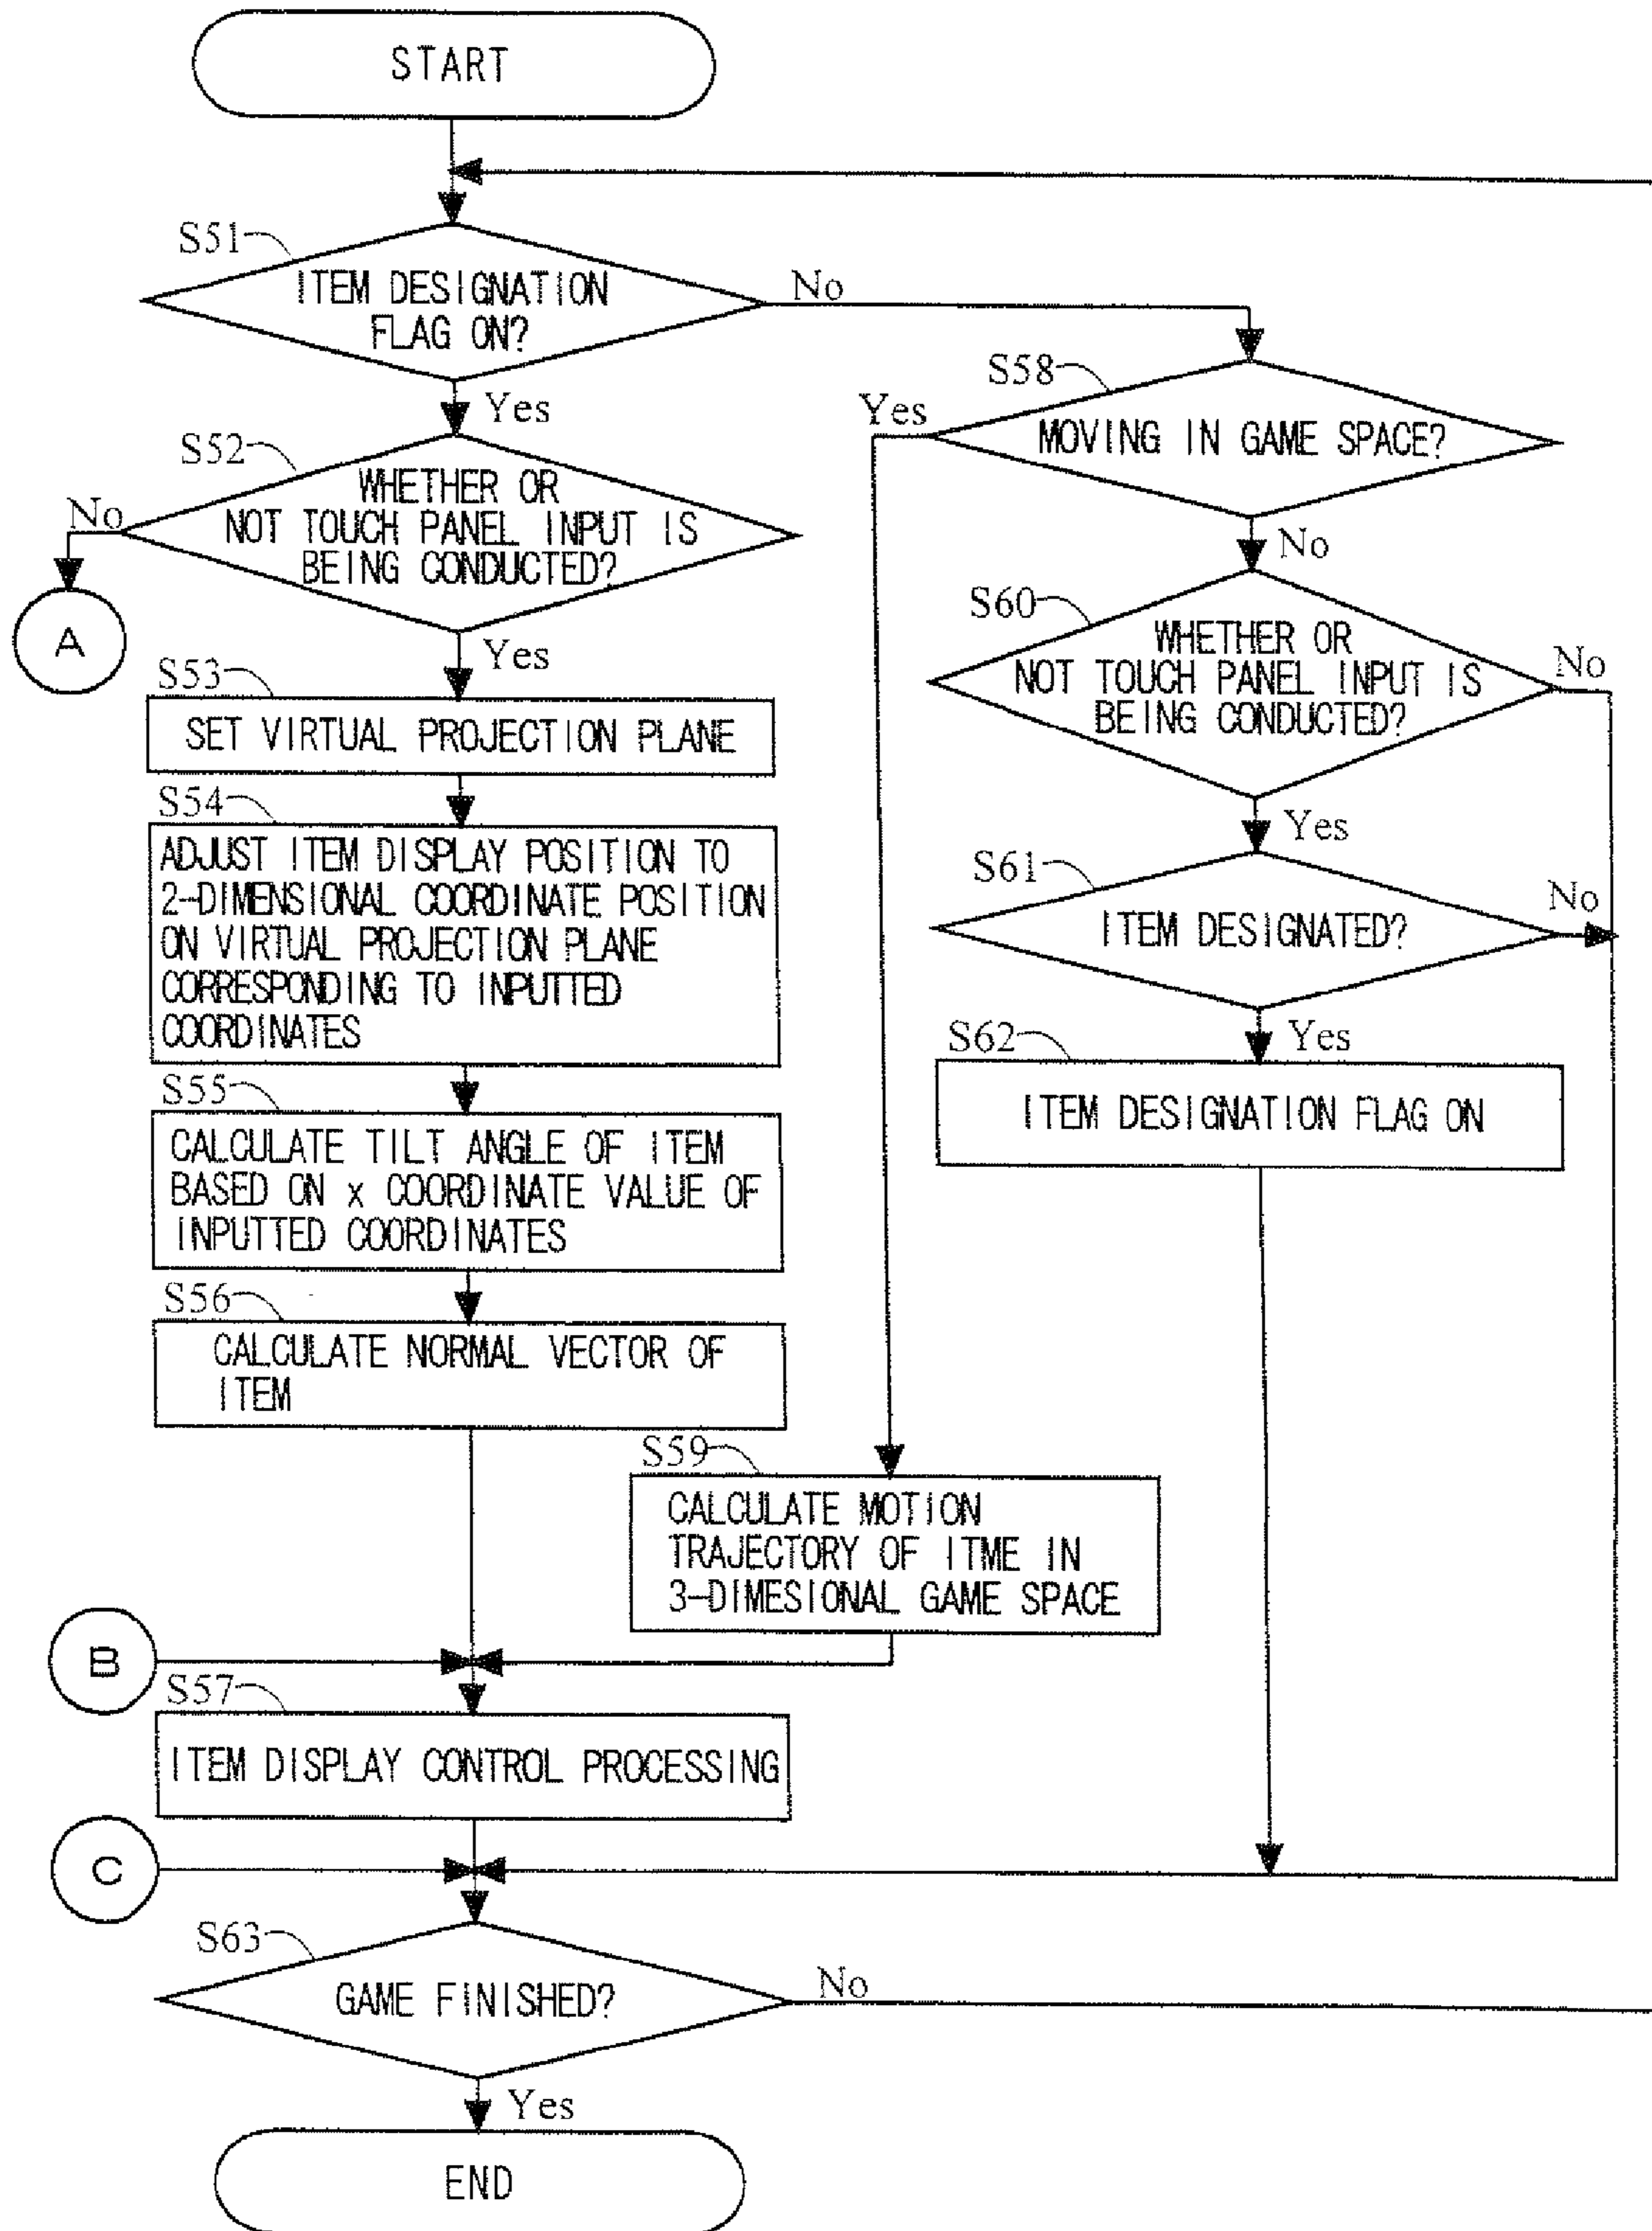 START
S51
ITEM DESIGNATION
FLAG ON?
No
Yes
S52
WHETHER OR
NOT TOUCH PANEL INPUT IS
BEING CONDUCTED?
No
A
Yes
S53
SET VIRTUAL PROJECTION PLANE
S54
ADJUST ITEM DISPLAY POSITION TO
2-DIMENSIONAL COORDINATE POSITION
ON VIRTUAL PROJECTION PLANE
CORRESPONDING TO INPUTTED
COORDINATES
S55
CALCULATE TILT ANGLE OF ITEM
BASED ON x COORDINATE VALUE OF
INPUTTED COORDINATES
S56
CALCULATE NORMAL VECTOR OF
ITEM
S58
Yes
MOVING IN GAME SPACE?
No
S60
WHETHER OR
NOT TOUCH PANEL INPUT IS
BEING CONDUCTED?
No
Yes
S61
ITEM DESIGNATED?
No
Yes
S62
ITEM DESIGNATION FLAG ON
S59
CALCULATE MOTION
TRAJECTORY OF ITME IN
3-DIMESIONAL GAME SPACE
B
S57
ITEM DISPLAY CONTROL PROCESSING
C
S63
GAME FINISHED?
No
Yes
END